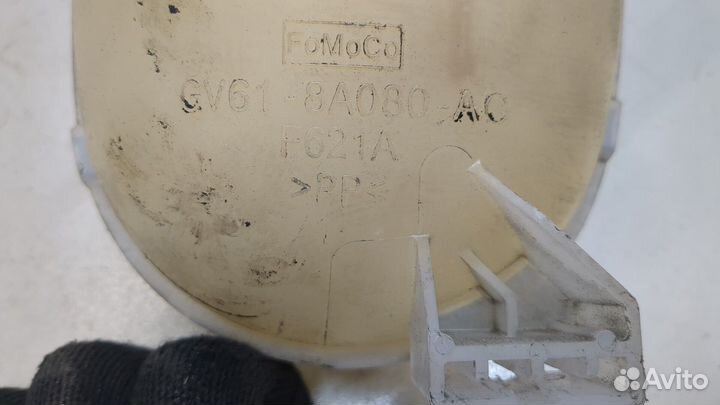 FoMoCo
GV61-8A080-AC
F621A
>PP<
Avito